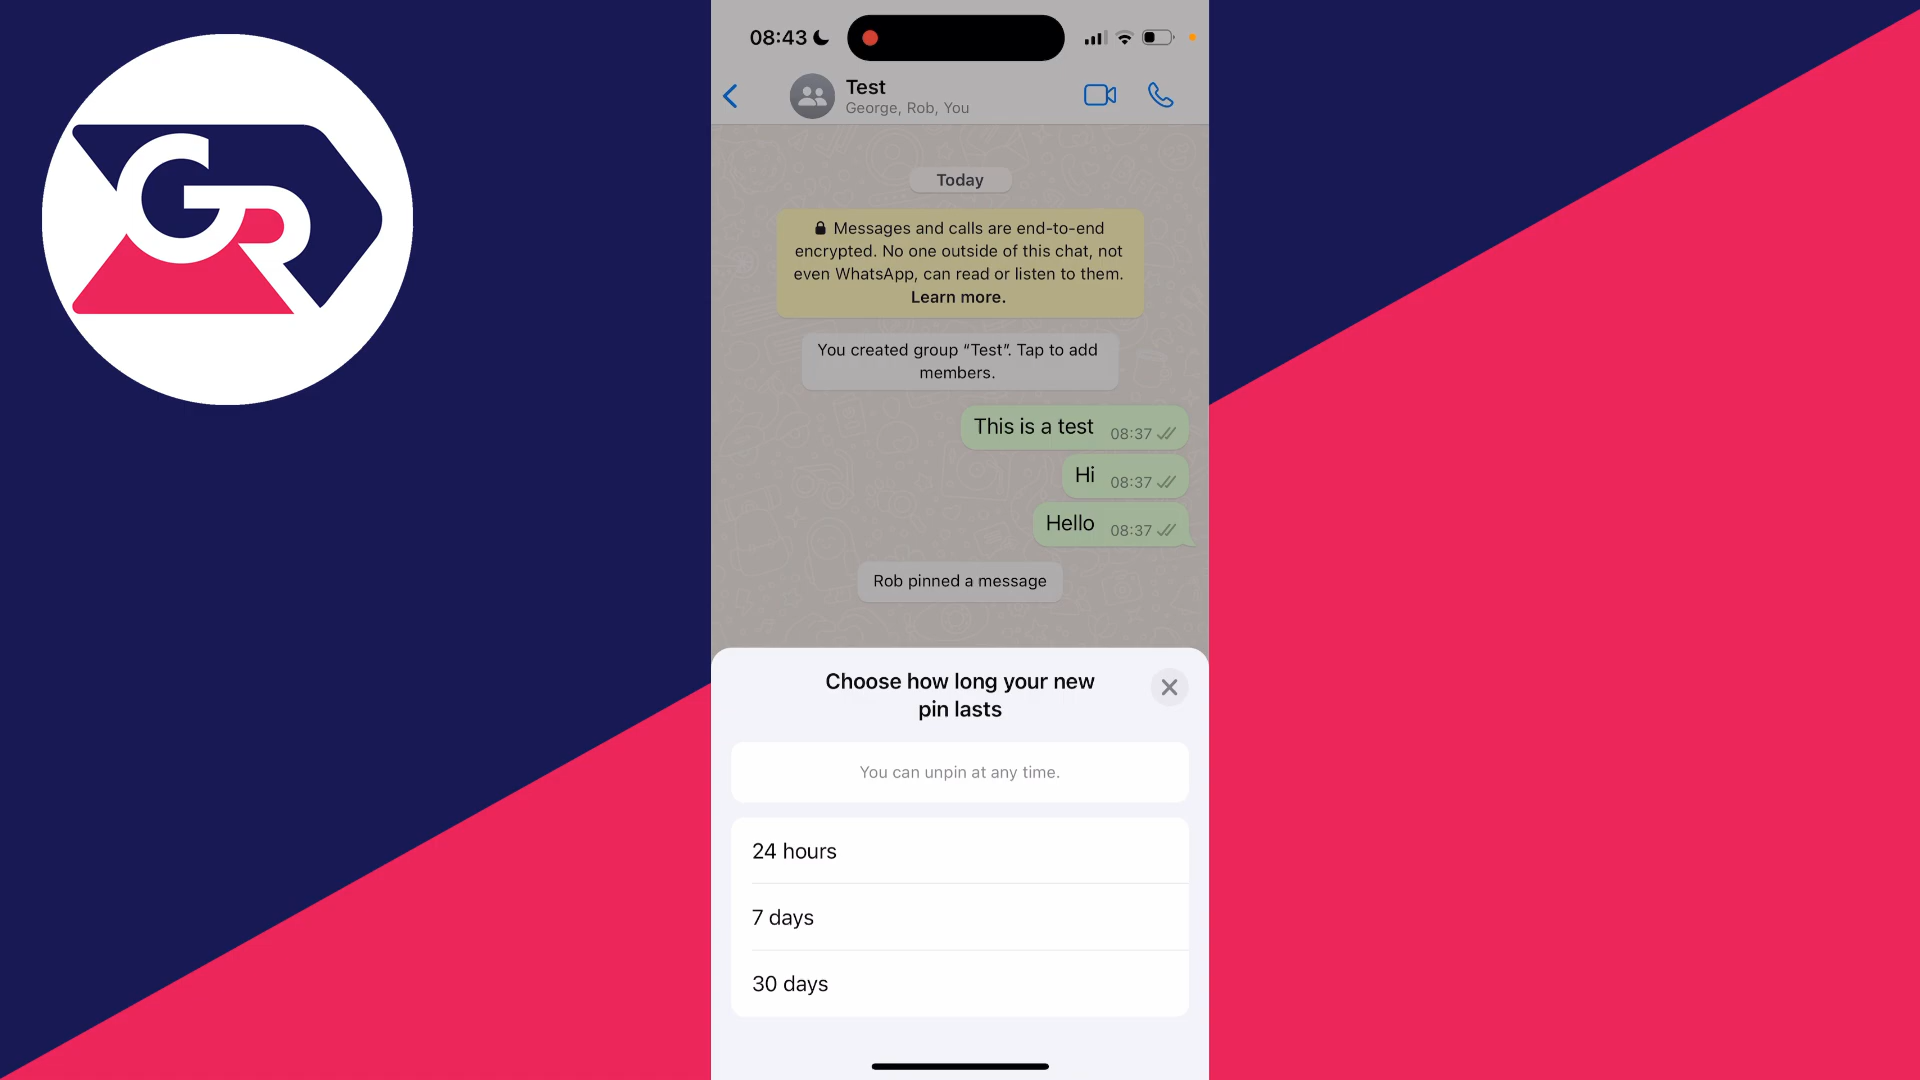 GR
08:43
Test
George, Rob, You
Today
Messages and calls are end-to-end
encrypted. No one outside of this chat, not
even WhatsApp, can read or listen to them.
Learn more.
You created group “Test”. Tap to add
members.
This is a test 08:37
Hi 08:37
Hello 08:37
Rob pinned a message
Choose how long your new
pin lasts
You can unpin at any time.
24 hours
7 days
30 days